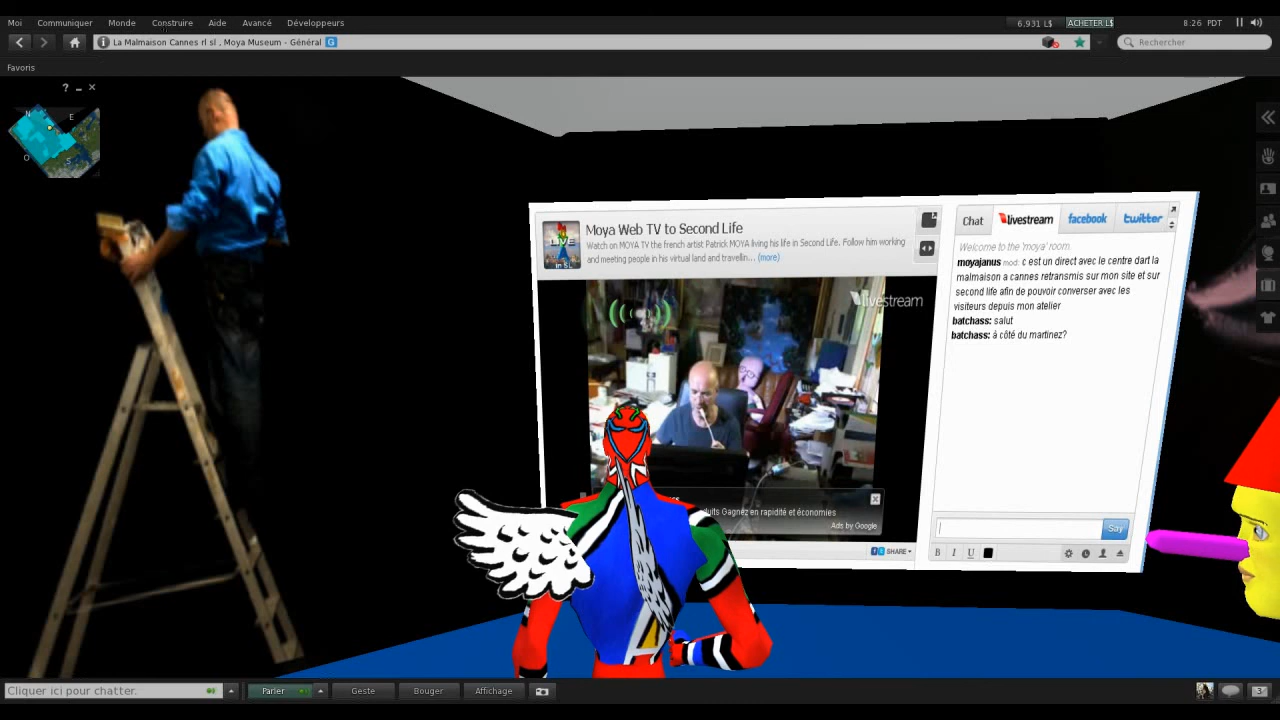 Moi Communiquer Monde Construire Aide Avancé Développeurs
6.931 L$ ACHETER L$ 8:26 PDT
La Malmaison Cannes rl sl , Moya Museum - Général G
Rechercher
Favoris
? _ ×
N E
O S
LIVE
in SL
Moya Web TV to Second Life
Watch on MOYA TV the french artist Patrick MOYA living his life in Second Life. Follow him working
and meeting people in his virtual land and travellin... (more)
livestream
Gagnez en rapidité et économies
Ads by Google
SHARE
Chat livestream facebook twitter
Welcome to the 'moya' room.
moyajanus mod: c est un direct avec le centre dart la
malmaison a cannes retransmis sur mon site et sur
second life afin de pouvoir converser avec les
visiteurs depuis mon atelier
batchass: salut
batchass: à côté du martinez?
Say
B I U
Cliquer ici pour chatter.
Parler Geste Bouger Affichage
3